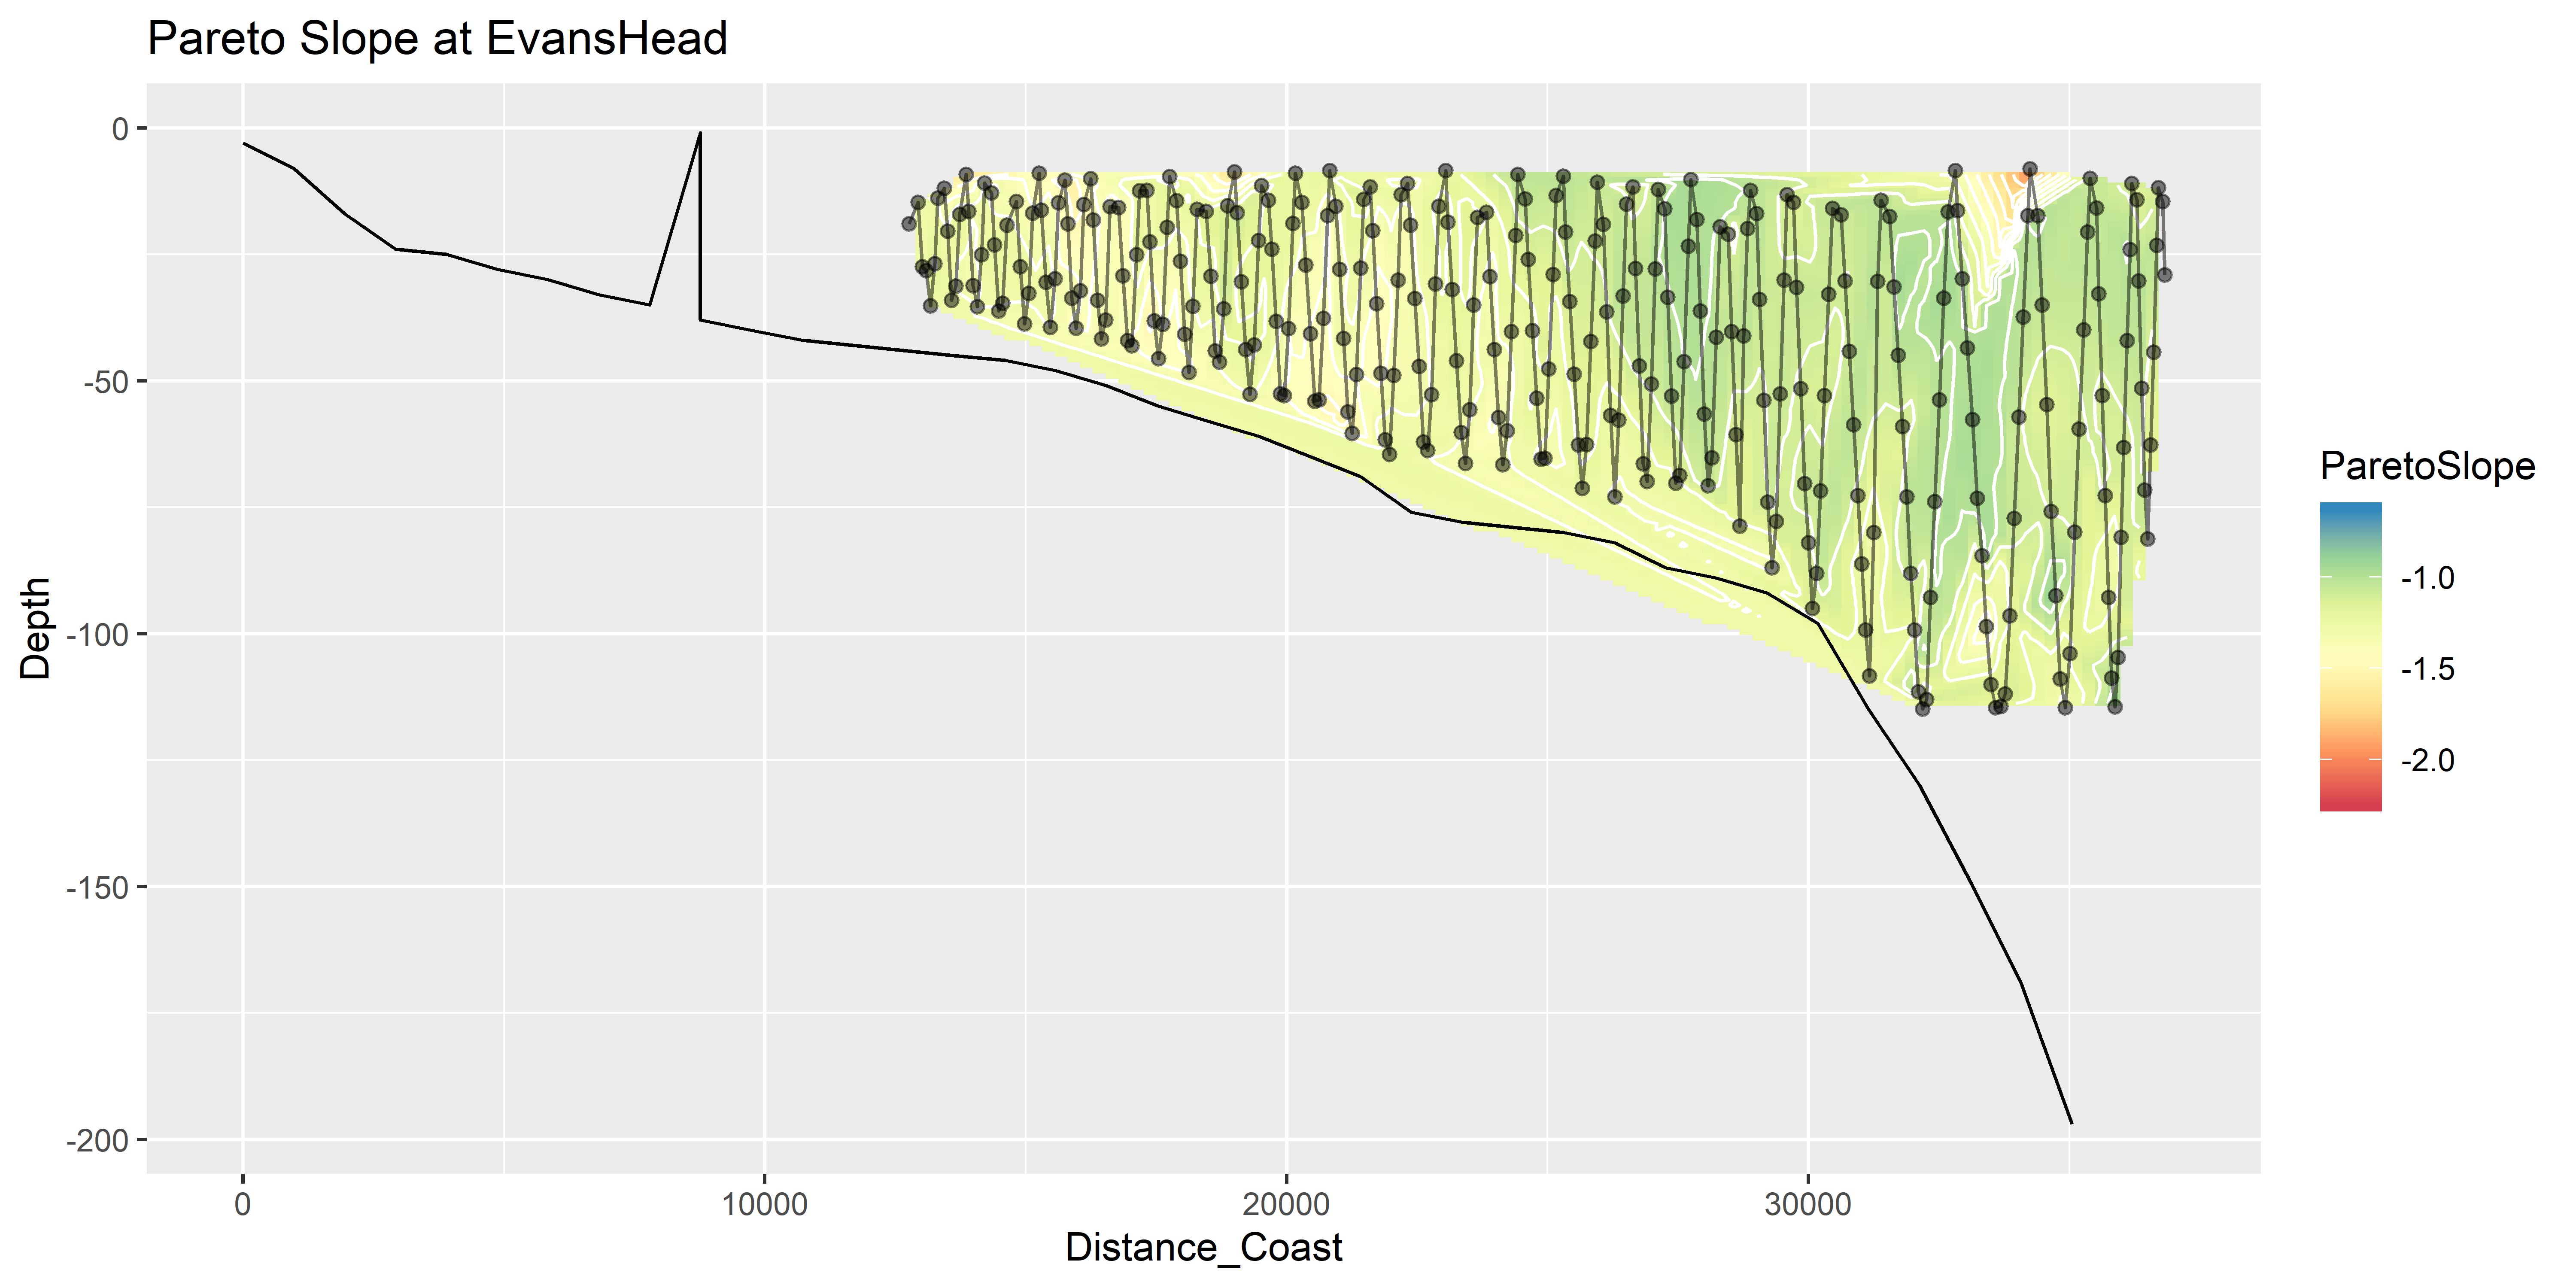 Pareto Slope at EvansHead
0
-50
-100
-150
-200
Depth
0 10000 20000 30000
Distance_Coast
ParetoSlope
-1.0
-1.5
-2.0